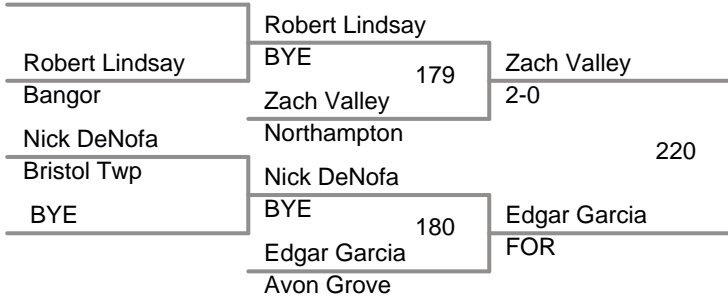 Robert Lindsay
Bangor
Nick DeNofa
Bristol Twp
BYE
Robert Lindsay
BYE
179
Zach Valley
Northampton
Nick DeNofa
BYE
180
Edgar Garcia
Avon Grove
Zach Valley
2-0
220
Edgar Garcia
FOR